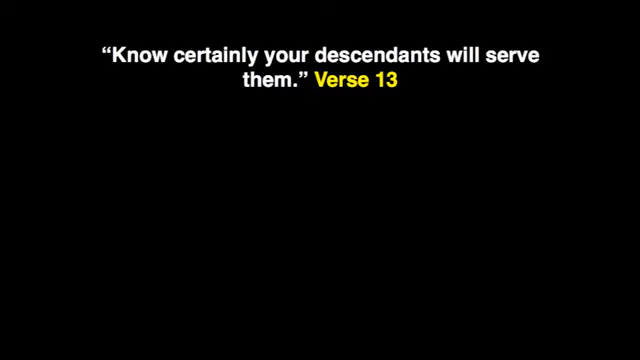 “Know certainly your descendants will serve
them.” Verse 13